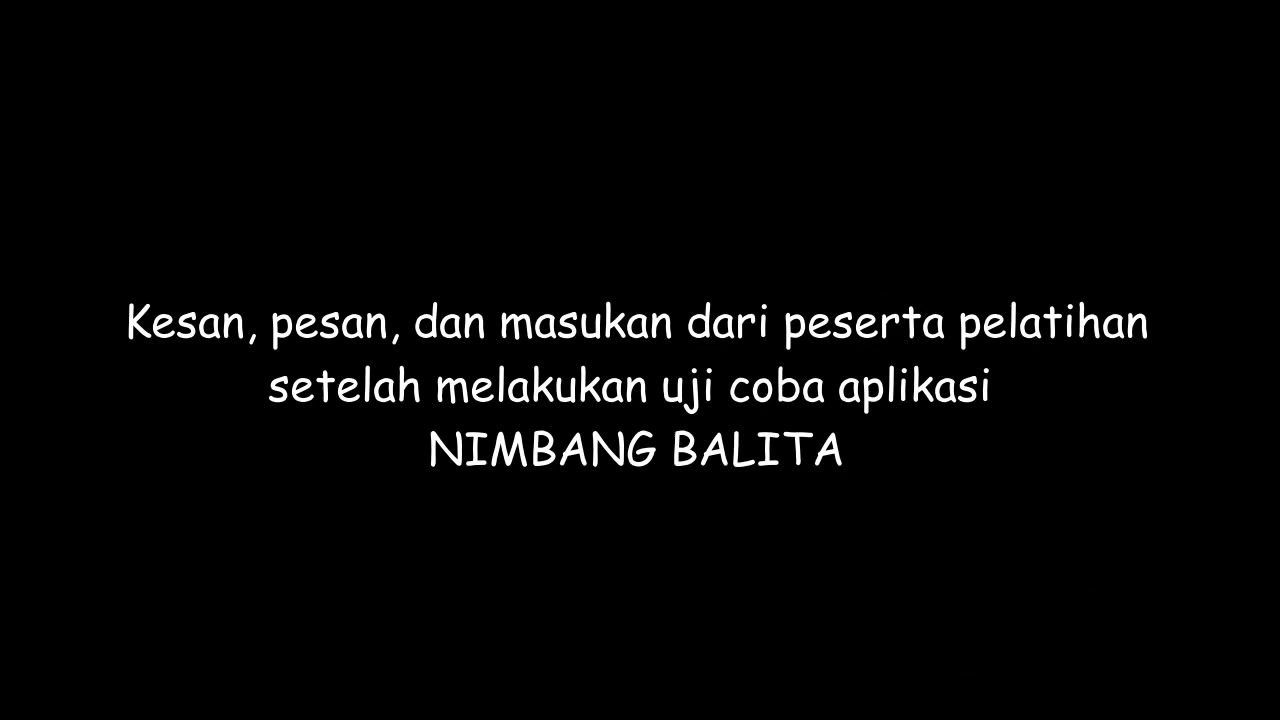 Kesan, pesan, dan masukan dari peserta pelatihan
setelah melakukan uji coba aplikasi
NIMBANG BALITA